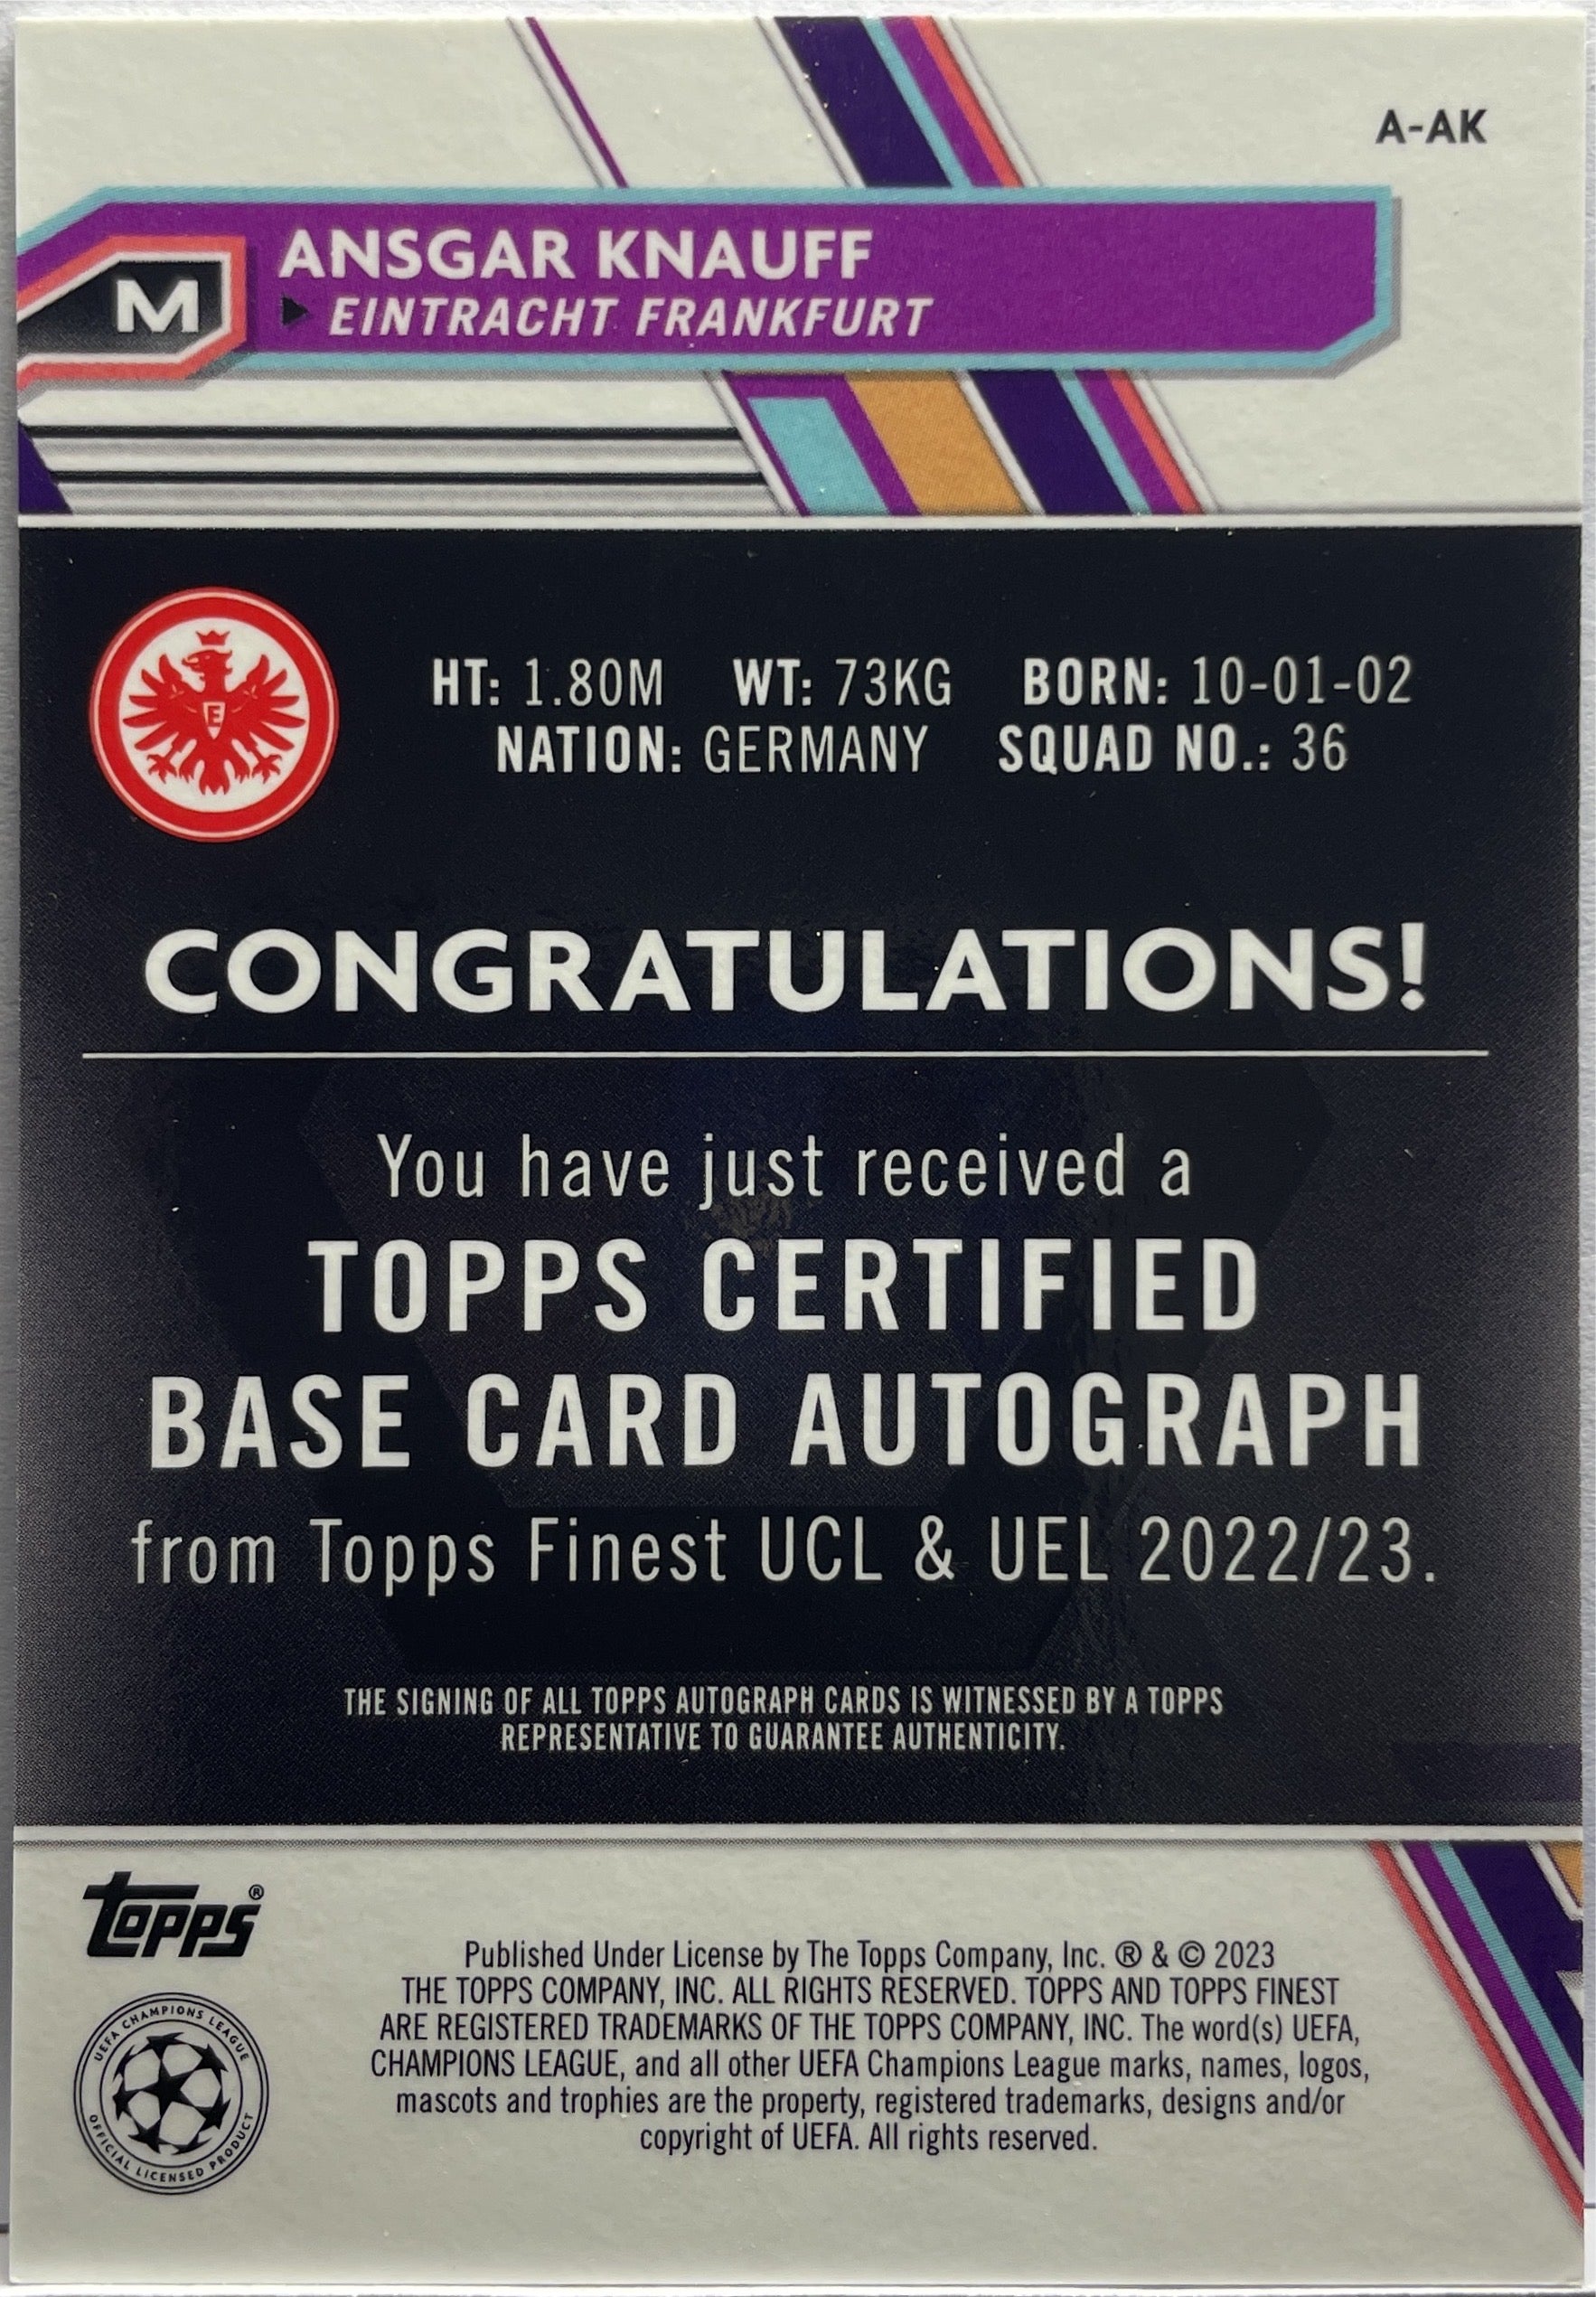 A-AK
ANSGAR KNAUFF
M
EINTRACHT FRANKFURT
E
HT: 1.80M WT: 73KG BORN: 10-01-02
NATION: GERMANY SQUAD NO.: 36
CONGRATULATIONS!
You have just received a
TOPPS CERTIFIED
BASE CARD AUTOGRAPH
from Topps Finest UCL & UEL 2022/23.
THE SIGNING OF ALL TOPPS AUTOGRAPH CARDS IS WITNESSED BY A TOPPS
REPRESENTATIVE TO GUARANTEE AUTHENTICITY.
topps®
Published Under License by The Topps Company, Inc. ® & © 2023
THE TOPPS COMPANY, INC. ALL RIGHTS RESERVED. TOPPS AND TOPPS FINEST
ARE REGISTERED TRADEMARKS OF THE TOPPS COMPANY, INC. The word(s) UEFA,
CHAMPIONS LEAGUE, and all other UEFA Champions League marks, names, logos,
mascots and trophies are the property, registered trademarks, designs and/or
copyright of UEFA. All rights reserved.
UEFA CHAMPIONS LEAGUE
OFFICIAL LICENSED PRODUCT